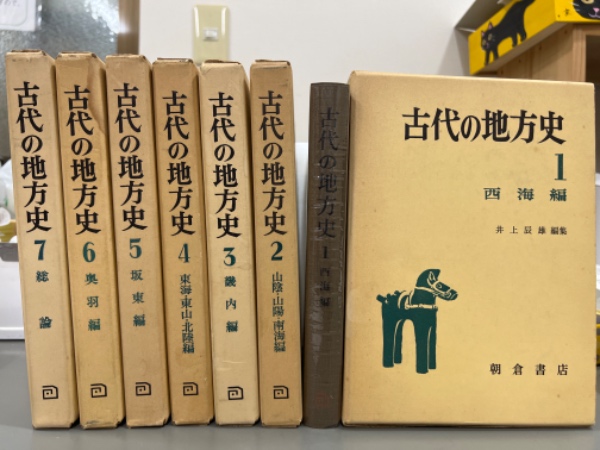 古代の地方史
7
総論
古代の地方史
6
奥羽編
古代の地方史
5
坂東編
古代の地方史
4
東海・東山・北陸編
古代の地方史
3
畿内編
古代の地方史
2
山陰・山陽・南海編
古代の地方史
1
西海編
古代の地方史
1
西海編
井上辰雄編集
朝倉書店